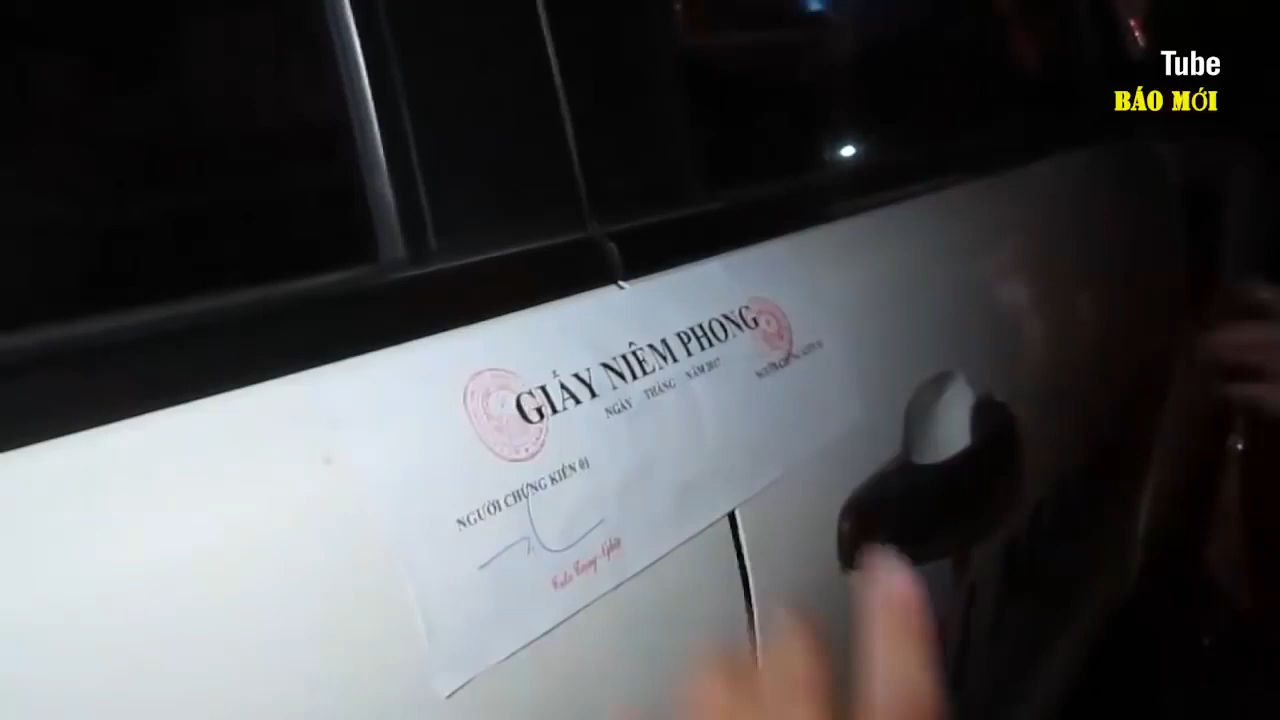 Tube
BÁO MỚI
GIẤY NIÊM PHONG
NGÀY THÁNG NĂM 2017
NGƯỜI CHỨNG KIẾN 01